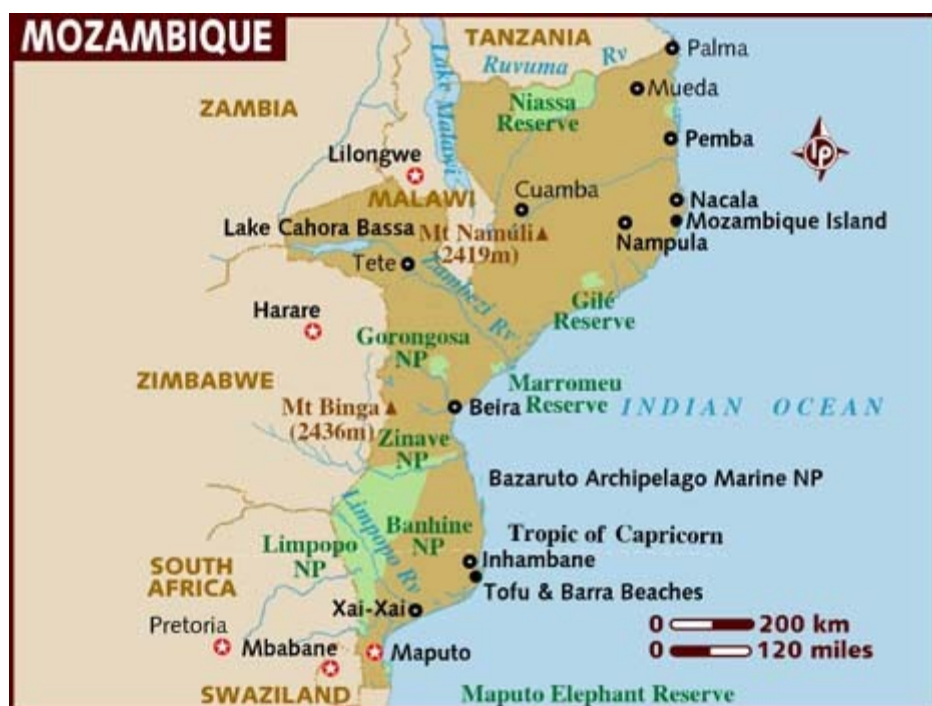 MOZAMBIQUE
TANZANIA
Ruvuma Rv
Palma
Mueda
Lake Malawi
Niassa
Reserve
ZAMBIA
Pemba
Lilongwe
LP
MALAWI
Cuamba
Nacala
Mozambique Island
Nampula
Lake Cahora Bassa
Mt Namúli
(2419m)
Tete
Zambezi Rv
Gilé
Reserve
Harare
Gorongosa
NP
ZIMBABWE
Marromeu
Reserve
INDIAN OCEAN
Mt Binga
(2436m)
Beira
Zinave
NP
Bazaruto Archipelago Marine NP
Limpopo Rv
Banhine
NP
Tropic of Capricorn
Limpopo
NP
Inhambane
Tofu & Barra Beaches
SOUTH
AFRICA
Xai-Xai
Pretoria
Mbabane
Maputo
0 200 km
0 120 miles
SWAZILAND
Maputo Elephant Reserve